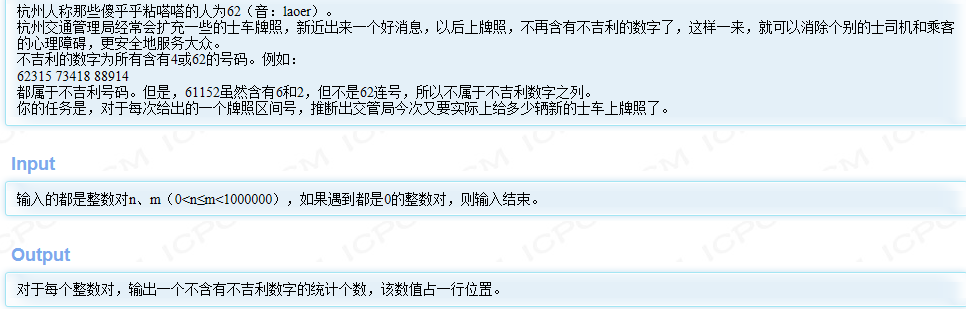 杭州人称那些傻乎乎粘嗒嗒的人为62（音：laoer）。
杭州交通管理局经常会扩充一些的士车牌照，新近出来一个好消息，以后上牌照，不再含有不吉利的数字了，这样一来，就可以消除个别的士司机和乘客
的心理障碍，更安全地服务大众。
不吉利的数字为所有含有4或62的号码。例如：
62315 73418 88914
都属于不吉利号码。但是，61152虽然含有6和2，但不是62连号，所以不属于不吉利数字之列。
你的任务是，对于每次给出的一个牌照区间号，推断出交管局今次又要实际上给多少辆新的士车上牌照了。
Input
输入的都是整数对n、m（0<n≤m<1000000），如果遇到都是0的整数对，则输入结束。
Output
对于每个整数对，输出一个不含有不吉利数字的统计个数，该数值占一行位置。